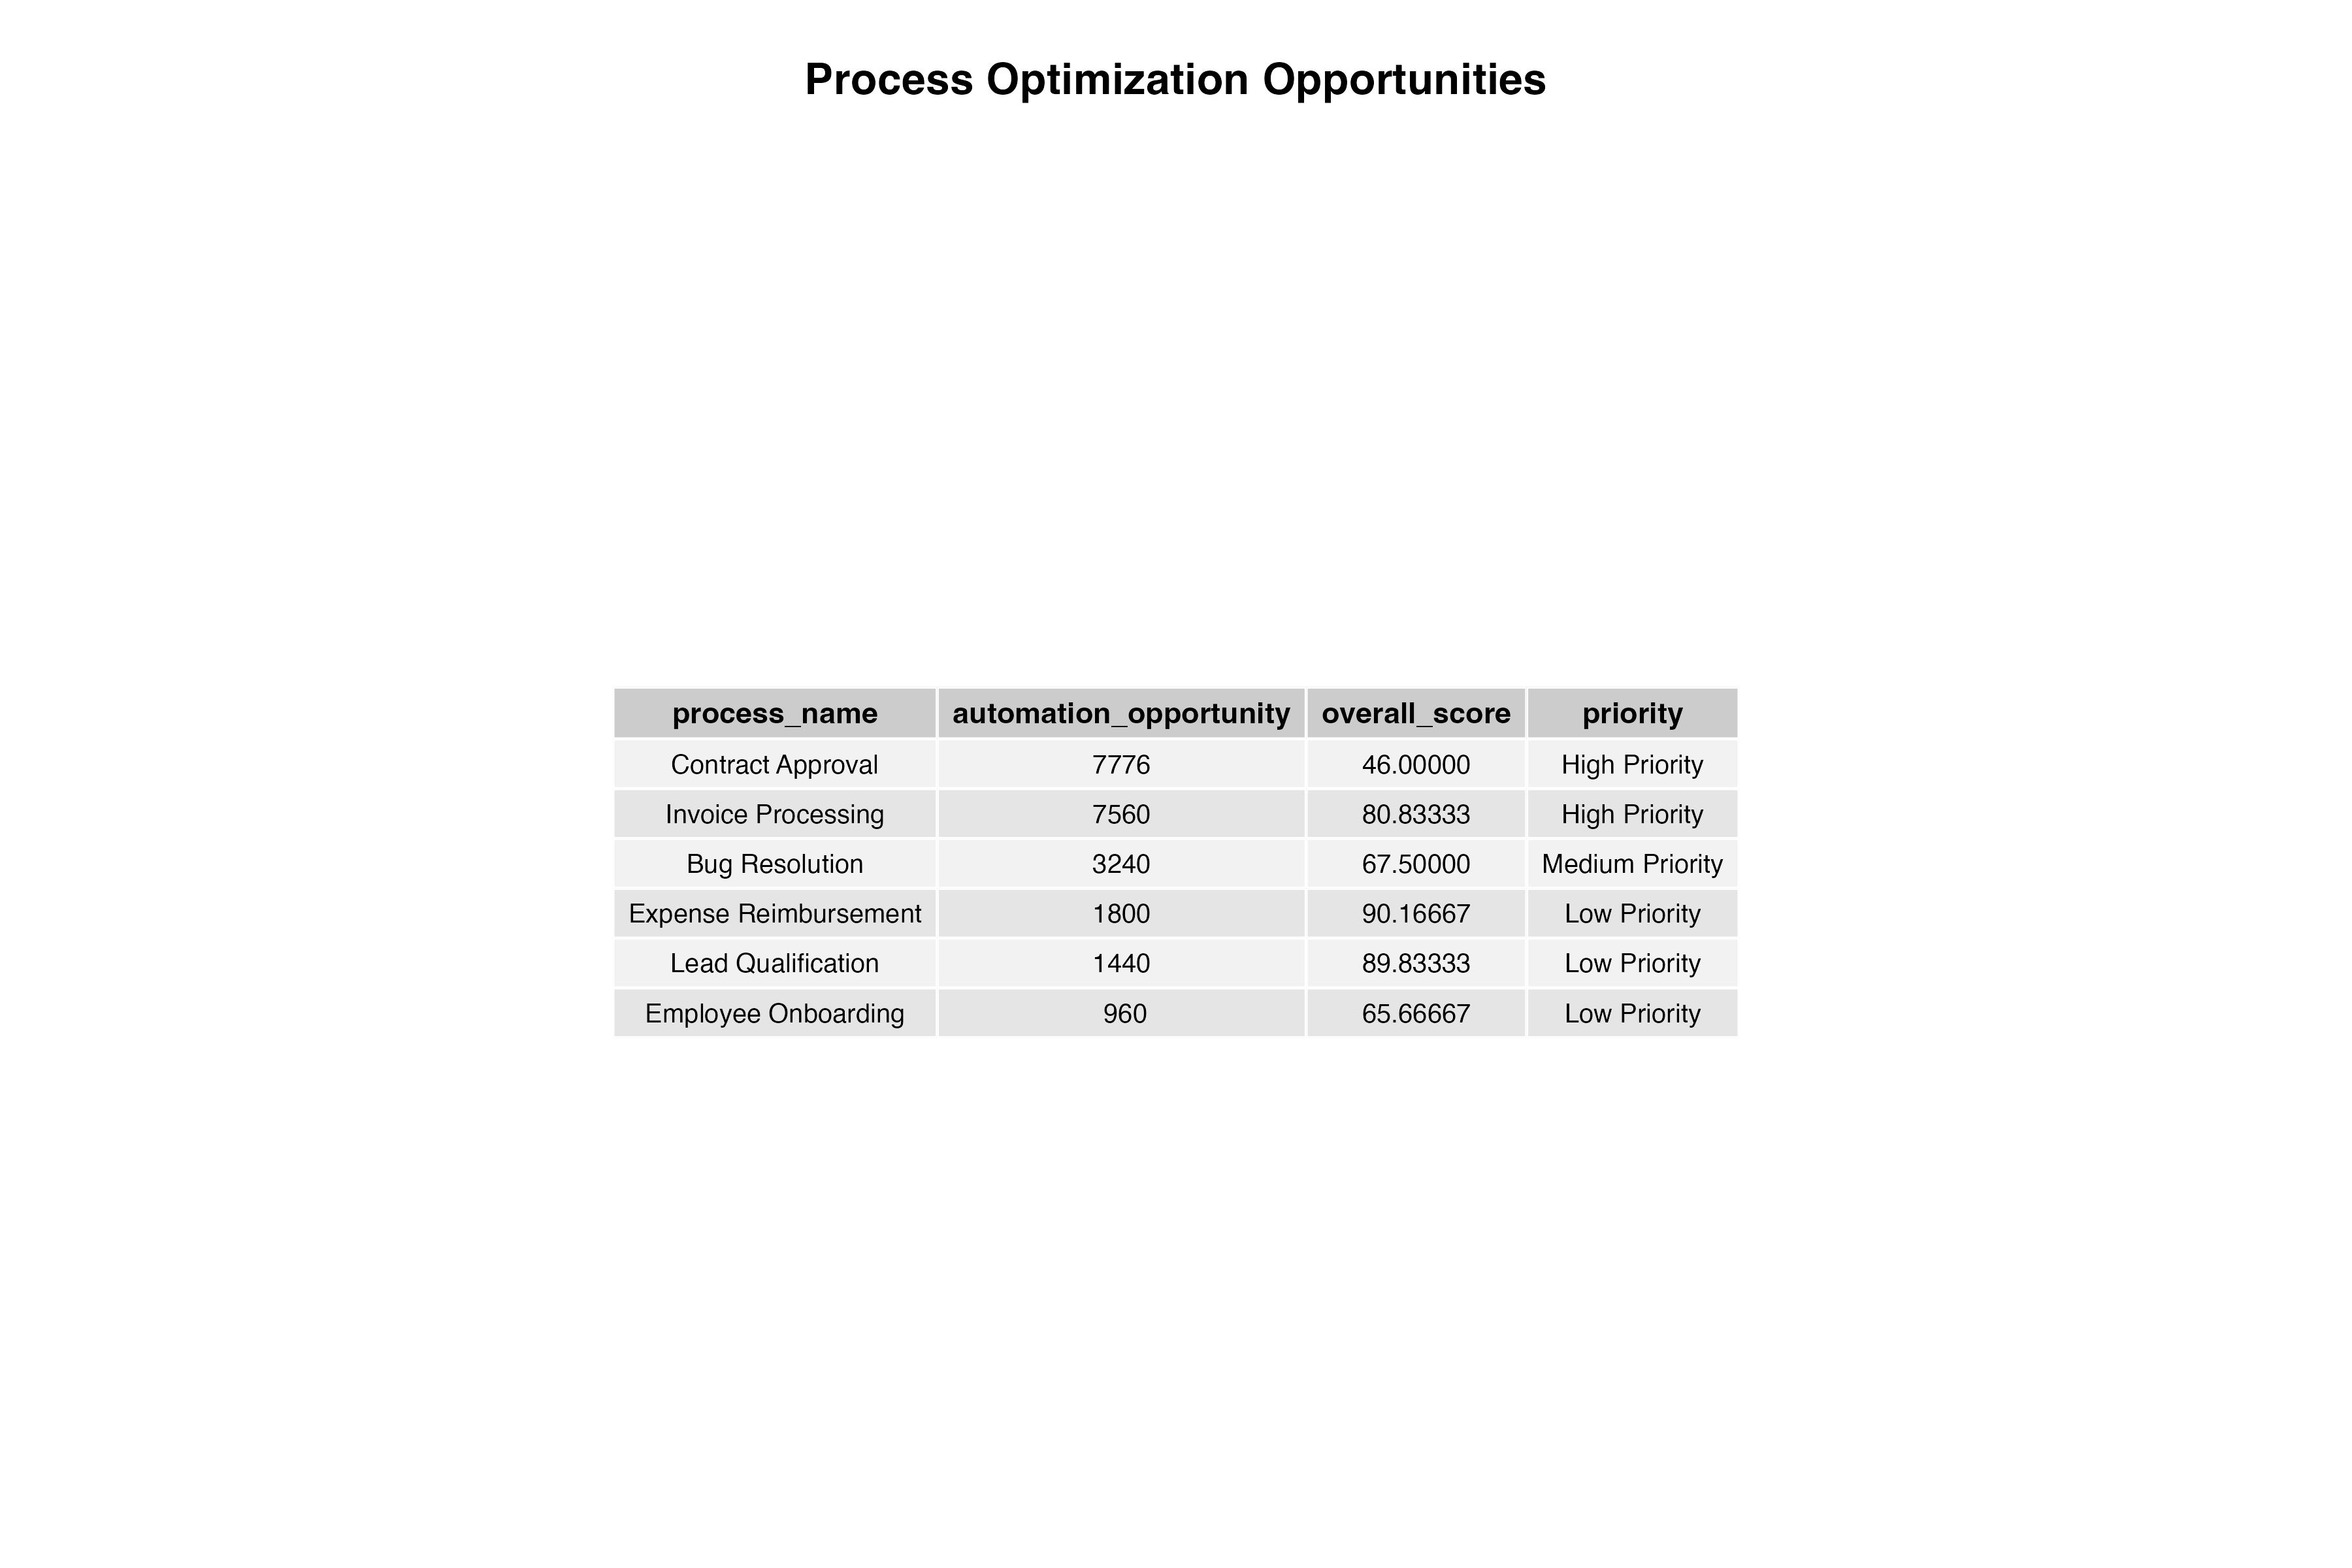 Process Optimization Opportunities
process_name automation_opportunity overall_score priority
Contract Approval 7776 46.00000 High Priority
Invoice Processing 7560 80.83333 High Priority
Bug Resolution 3240 67.50000 Medium Priority
Expense Reimbursement 1800 90.16667 Low Priority
Lead Qualification 1440 89.83333 Low Priority
Employee Onboarding 960 65.66667 Low Priority